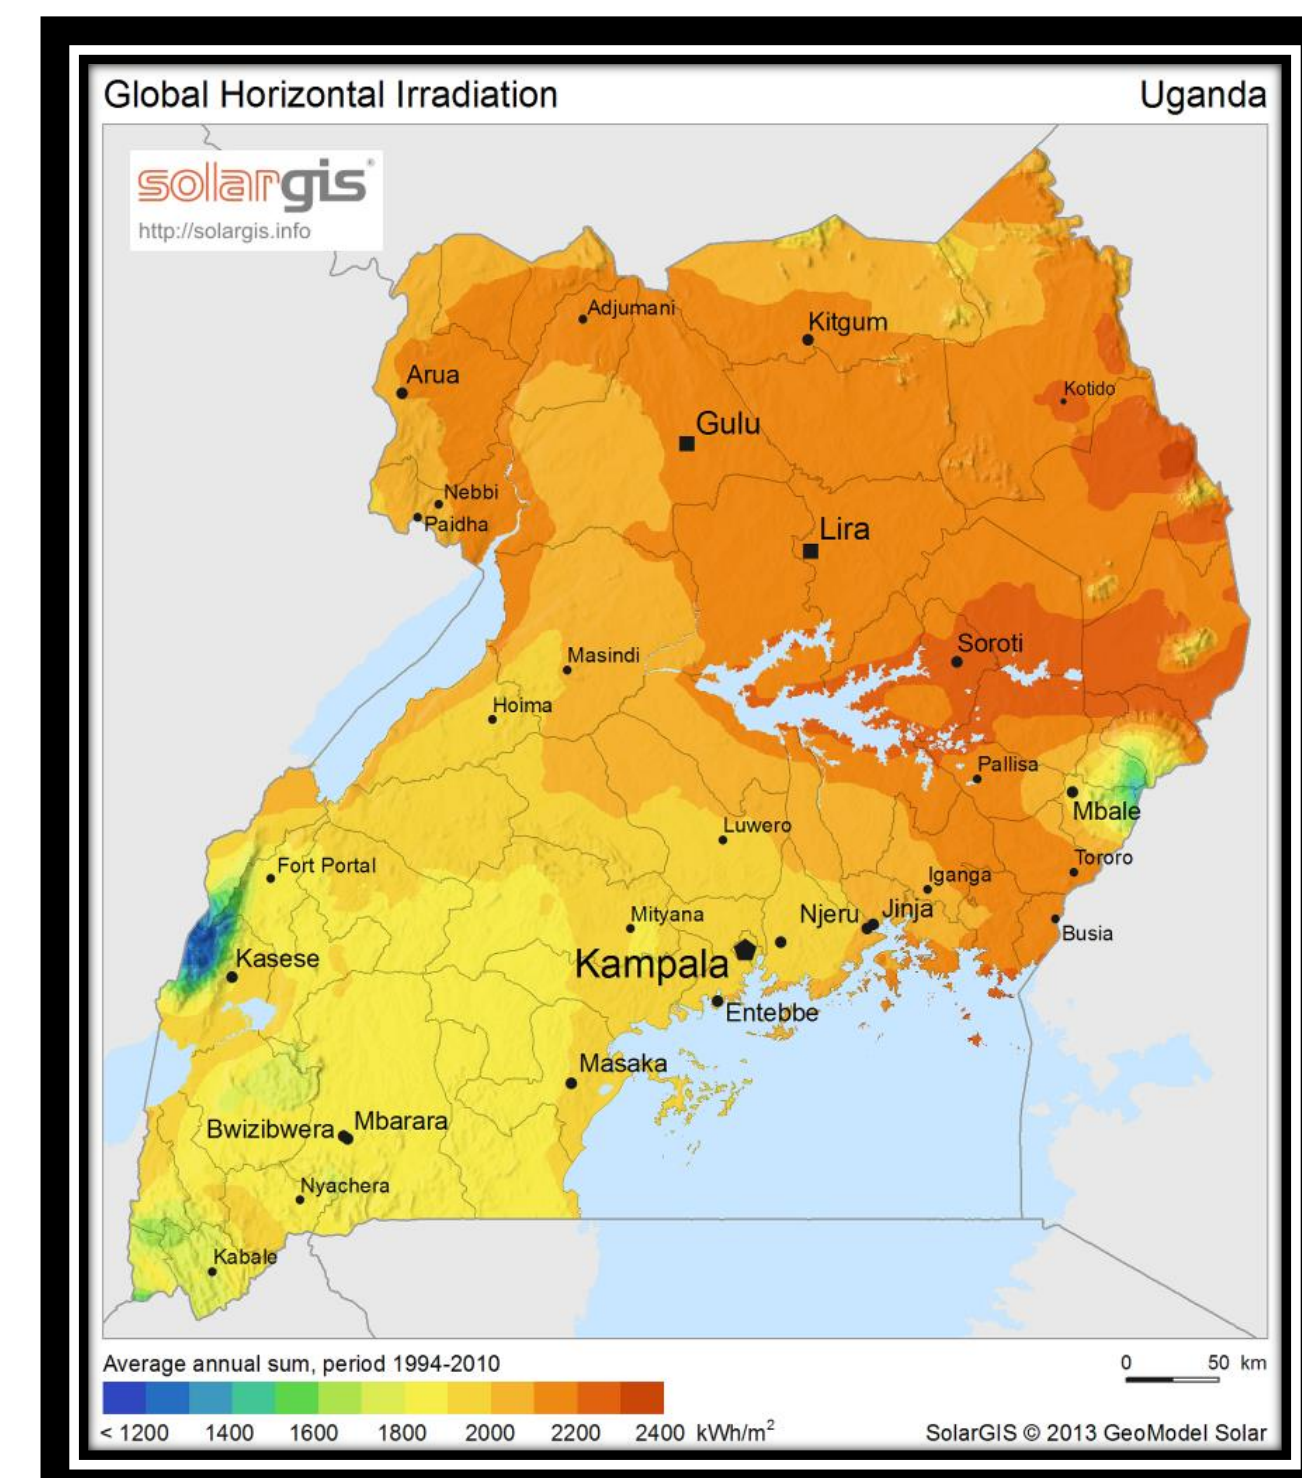 Global Horizontal Irradiation
Uganda
solargis®
http://solargis.info
Adjumani
Kitgum
Arua
Kotido
Gulu
Nebbi
Paidha
Lira
Soroti
Masindi
Hoima
Pallisa
Mbale
Luwero
Tororo
Fort Portal
Iganga
Mityana
Njeru
Jinja
Busia
Kasese
Kampala
Entebbe
Masaka
Bwizibwera
Mbarara
Nyachera
Kabale
Average annual sum, period 1994-2010
0 50 km
< 1200 1400 1600 1800 2000 2200 2400 kWh/m²
SolarGIS © 2013 GeoModel Solar